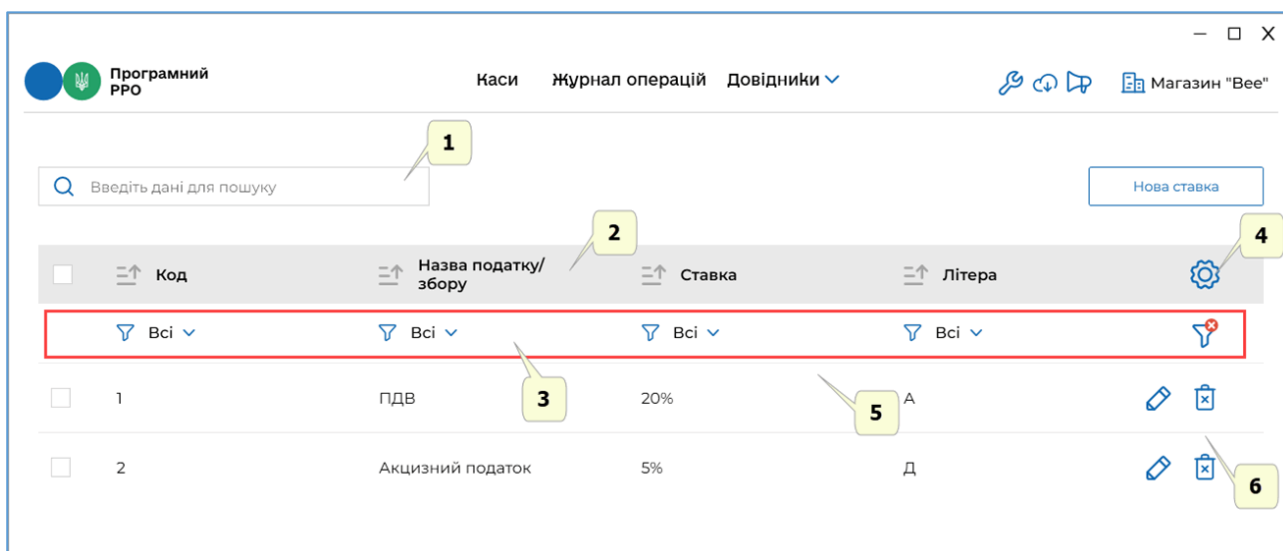 Програмний
РРО
Каси Журнал операцій Довідники
Магазин "Bee"
1
Введіть дані для пошуку
Нова ставка
2
4
Код
Назва податку/
збору
Ставка
Літера
Всі Всі Всі Всі
3
5
1 ПДВ 20% А
2 Акцизний податок 5% Д
6